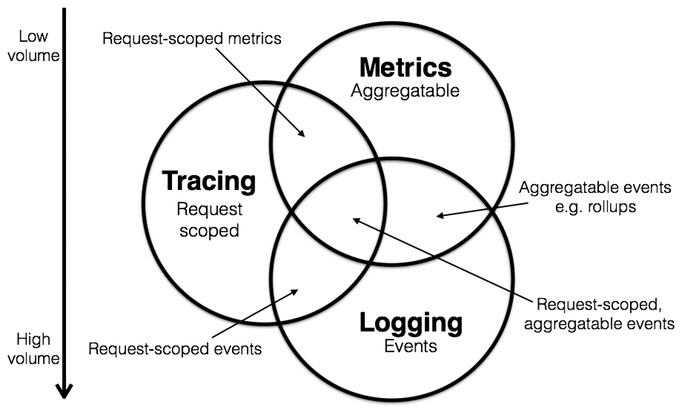 Low
volume
Request-scoped metrics
Metrics
Aggregatable
Tracing
Request
scoped
Aggregatable events
e.g. rollups
Request-scoped,
aggregatable events
Logging
Events
High
volume
Request-scoped events